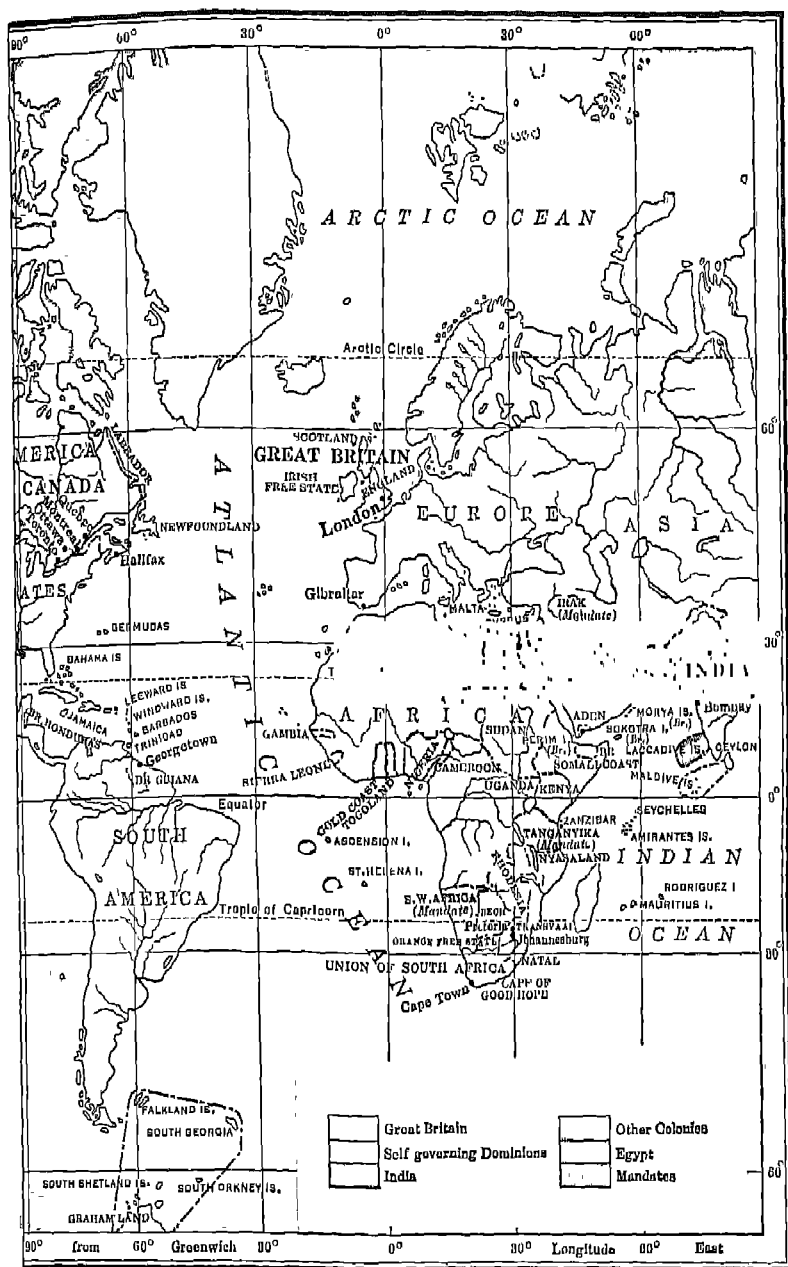 90° 60° 30° 0° 30° 60°
ARCTIC OCEAN
Arctic Circle
60°
SCOTLAND
GREAT BRITAIN
IRISH
FREE STATE
ENGLAND
London
EUROPE
ASIA
LABRADOR
MERICA
CANADA
Quebec
Montreal
Ottawa
Toronto
NEWFOUNDLAND
Halifax
ATES
ATLANTIC
OCEAN
Gibraltar
MALTA
IRAK
(Mandate)
BERMUDAS
30°
BAHAMA IS
INDIA
LEEWARD IS
WINDWARD IS.
BARBADOS
TRINIDAD
Georgetown
JAMAICA
BR HONDURAS
BR GUIANA
AFRICA
GAMBIA
SIERRA LEONE
GOLD COAST
TOGOLAND
NIGERIA
CAMEROON
SUDAN
ADEN
PERIM I.
(Br.)
MORYA IS.
(Br.)
SOKOTRA I.
(Br.)
Bombay
LACCADIVE IS
CEYLON
BR.
SOMALI COAST
MALDIVE IS
UGANDA
KENYA
Equator
0°
SEYCHELLES
ZANZIBAR
TANGANYIKA
(Mandate)
AMIRANTES IS.
NYASALAND
INDIAN
OCEAN
SOUTH
AMERICA
ASCENSION I.
ST. HELENA I.
RHODESIA
RODRIGUEZ I
MAURITIUS I.
S.W. AFRICA
(Mandate)
Tropic of Capricorn
Pretoria
TRANSVAAL
ORANGE FREE STATE
Johannesburg
30°
UNION OF SOUTH AFRICA
NATAL
Cape Town
CAPE OF
GOOD HOPE
FALKLAND IS.
SOUTH GEORGIA
SOUTH SHETLAND IS.
SOUTH ORKNEY IS.
GRAHAM LAND
Great Britain
Self governing Dominions
India
Other Colonies
Egypt
Mandates
60°
90° from 60° Greenwich 30° 0° 30° Longitude 60° East